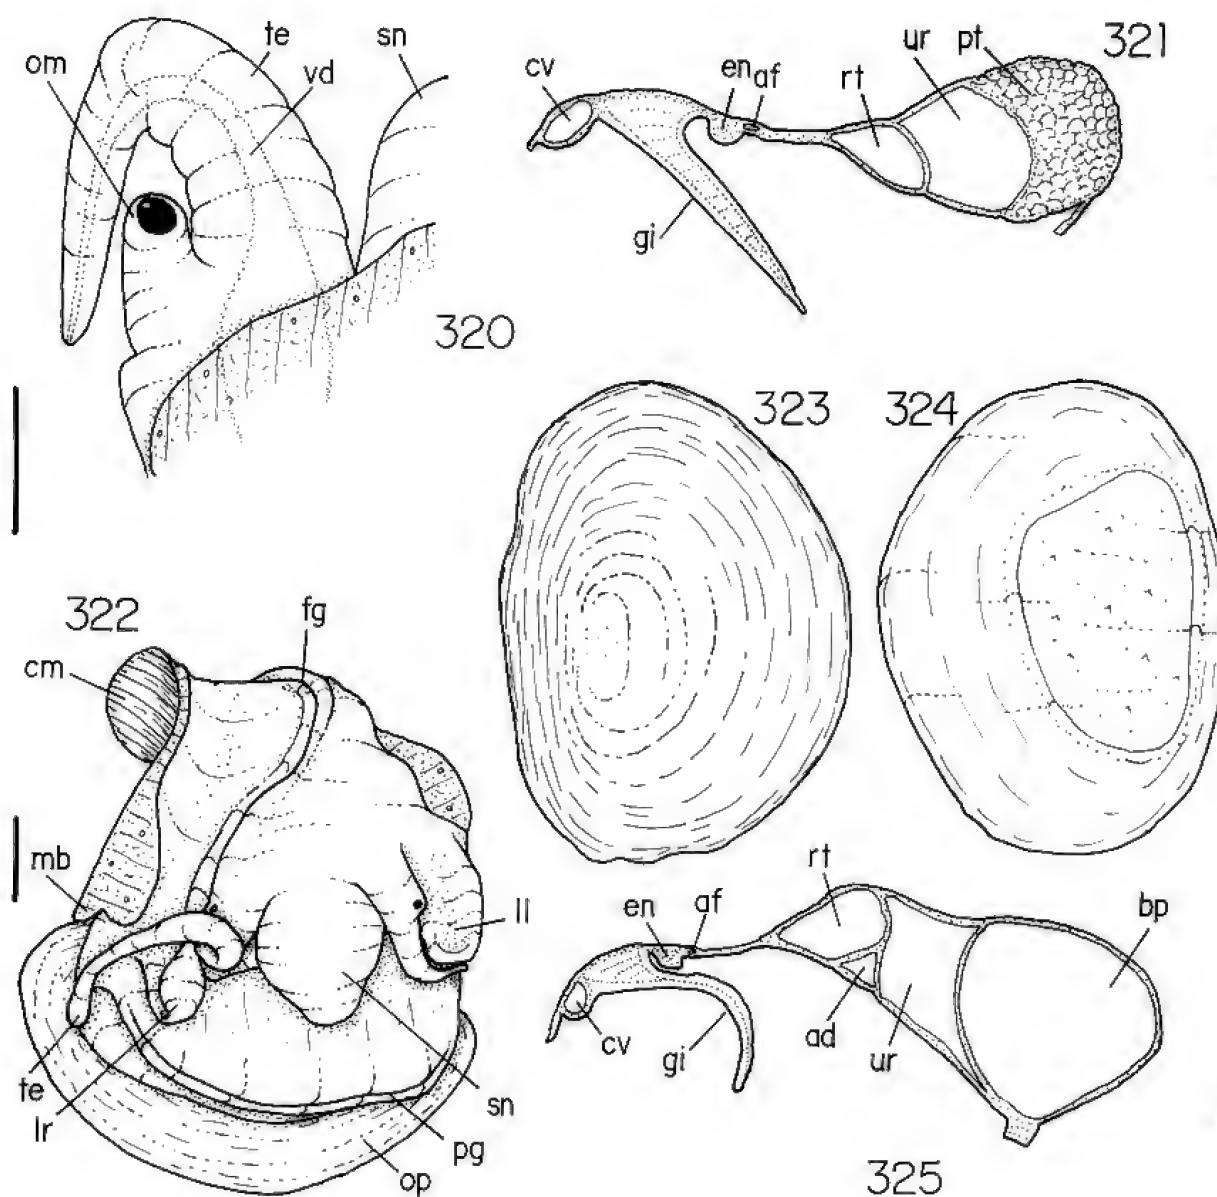 om
te
sn
vd
320
cv
en
af
rt
ur
pt
321
gi
323
324
322
cm
fg
mb
ll
te
lr
sn
pg
op
en
af
rt
bp
cv
gi
ad
ur
325